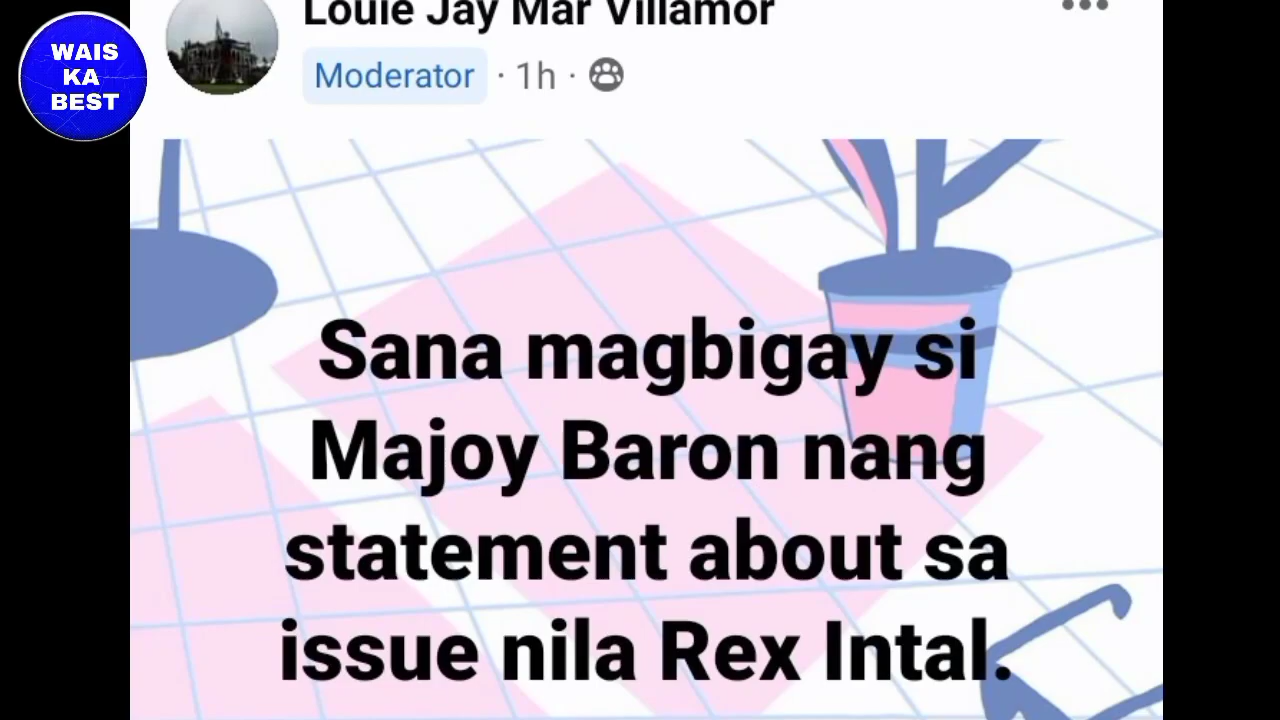 WAIS
KA
BEST
Louie Jay Mar Villamor
Moderator · 1h ·
Sana magbigay si
Majoy Baron nang
statement about sa
issue nila Rex Intal.